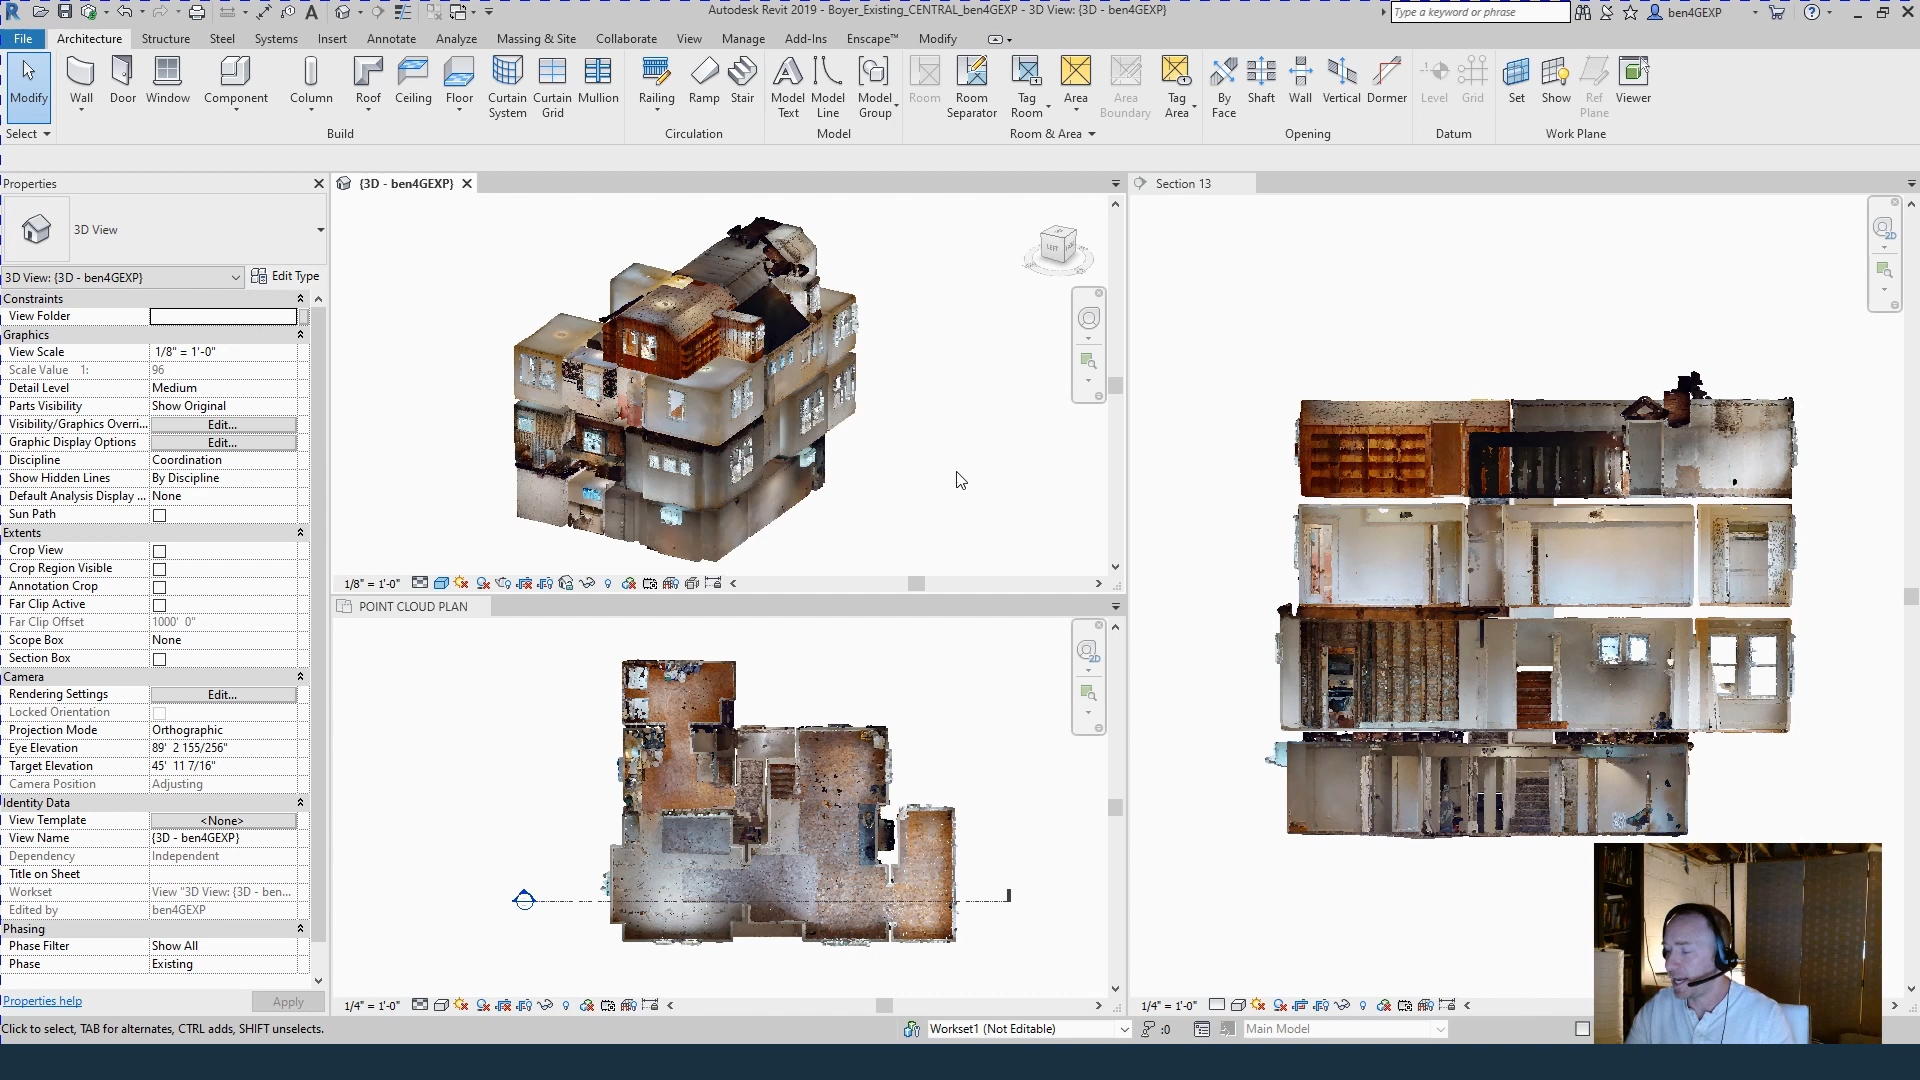 Autodesk Revit 2019 - Boyer_Existing_CENTRAL_ben4GEXP - 3D View: {3D - ben4GEXP}
Type a keyword or phrase
ben4GEXP
File
Architecture
Structure
Steel
Systems
Insert
Annotate
Analyze
Massing & Site
Collaborate
View
Manage
Add-Ins
Enscape™
Modify
Modify
Wall
Door
Window
Component
Column
Roof
Ceiling
Floor
Curtain
System
Curtain
Grid
Mullion
Railing
Ramp
Stair
Model
Text
Model
Line
Model
Group
Room
Room
Separator
Tag
Room
Area
Area
Boundary
Tag
Area
By
Face
Shaft
Wall
Vertical
Dormer
Level
Grid
Set
Show
Ref
Plane
Viewer
Select
Build
Circulation
Model
Room & Area
Opening
Datum
Work Plane
Properties
3D View
3D View: {3D - ben4GEXP}
Edit Type
Constraints
View Folder
Graphics
View Scale 1/8" = 1'-0"
Scale Value 1: 96
Detail Level Medium
Parts Visibility Show Original
Visibility/Graphics Overri... Edit...
Graphic Display Options Edit...
Discipline Coordination
Show Hidden Lines By Discipline
Default Analysis Display ... None
Sun Path
Extents
Crop View
Crop Region Visible
Annotation Crop
Far Clip Active
Far Clip Offset 1000' 0"
Scope Box None
Section Box
Camera
Rendering Settings Edit...
Locked Orientation
Projection Mode Orthographic
Eye Elevation 89' 2 155/256"
Target Elevation 45' 11 7/16"
Camera Position Adjusting
Identity Data
View Template <None>
View Name {3D - ben4GEXP}
Dependency Independent
Title on Sheet
Workset View "3D View: {3D - ben...
Edited by ben4GEXP
Phasing
Phase Filter Show All
Phase Existing
Properties help
Apply
{3D - ben4GEXP}
LEFT
1/8" = 1'-0"
POINT CLOUD PLAN
2D
1/4" = 1'-0"
Section 13
2D
1/4" = 1'-0"
Click to select, TAB for alternates, CTRL adds, SHIFT unselects.
Workset1 (Not Editable)
:0
Main Model